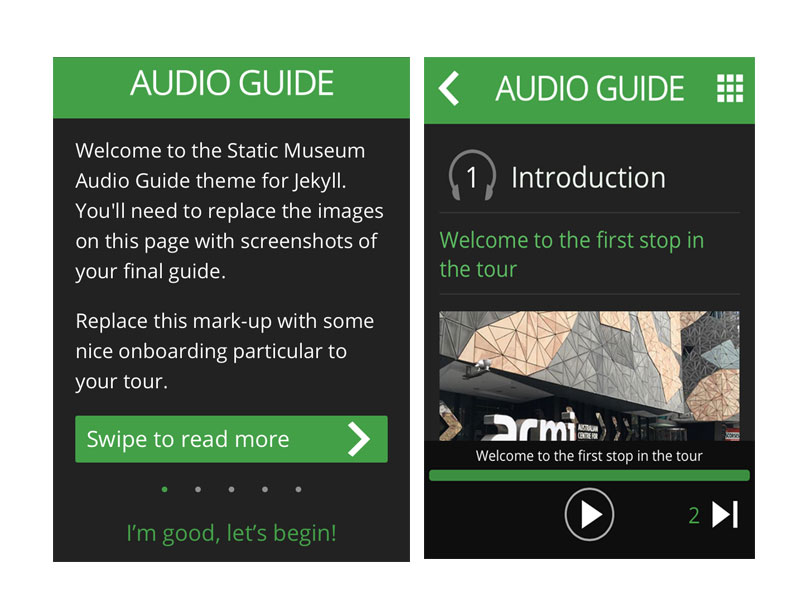 AUDIO GUIDE
Welcome to the Static Museum
Audio Guide theme for Jekyll.
You'll need to replace the images
on this page with screenshots of
your final guide.
Replace this mark-up with some
nice onboarding particular to
your tour.
Swipe to read more
I'm good, let's begin!
AUDIO GUIDE
1 Introduction
Welcome to the first stop in
the tour
acmi
AUSTRALIAN
CENTRE FOR
Welcome to the first stop in the tour
2